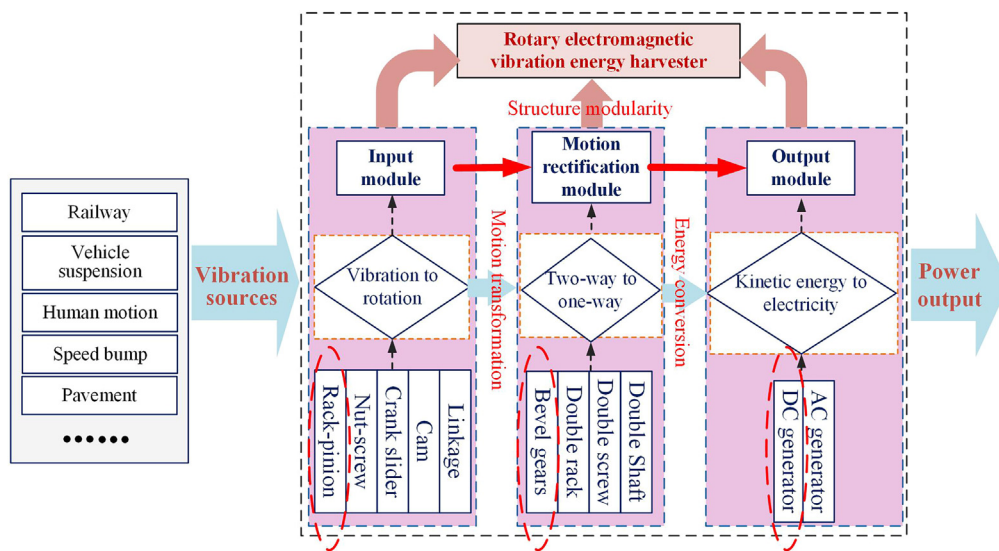 Rotary electromagnetic
vibration energy harvester
Structure modularity
Input
module
Motion
rectification
module
Output
module
Railway
Vehicle
suspension
Human motion
Speed bump
Pavement
Vibration
sources
Vibration to
rotation
Motion transformation
Two-way to
one-way
Energy conversion
Kinetic energy to
electricity
Power
output
Rack-pinion
Nut-screw
Crank slider
Cam
Linkage
Bevel gears
Double rack
Double screw
Double Shaft
DC generator
AC generator